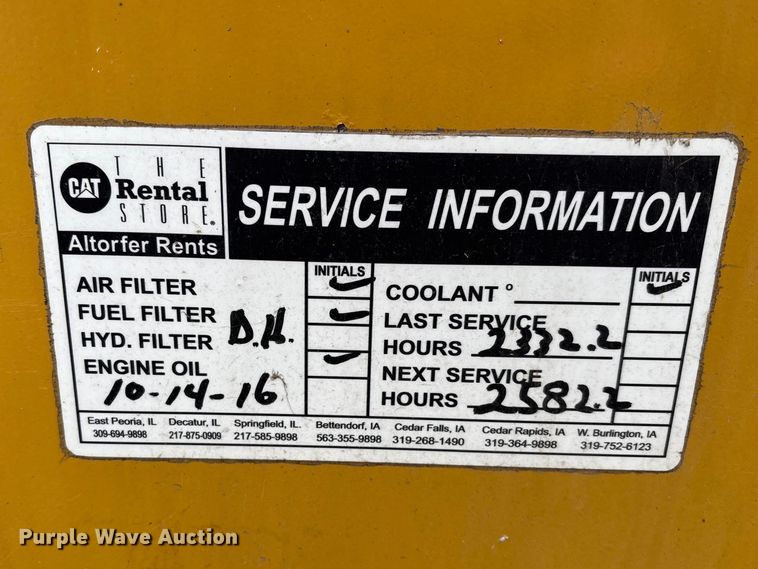 THE
CAT Rental
STORE®
Altorfer Rents
SERVICE INFORMATION
INITIALS
AIR FILTER ✓
FUEL FILTER ✓
HYD. FILTER D.H.
ENGINE OIL ✓
10-14-16
INITIALS
COOLANT ° ✓
LAST SERVICE
HOURS 2332.2
NEXT SERVICE
HOURS 2582.2
East Peoria, IL Decatur, IL Springfield, IL. Bettendorf, IA Cedar Falls, IA Cedar Rapids, IA W. Burlington, IA
309-694-9898 217-875-0909 217-585-9898 563-355-9898 319-268-1490 319-364-9898 319-752-6123
Purple Wave Auction